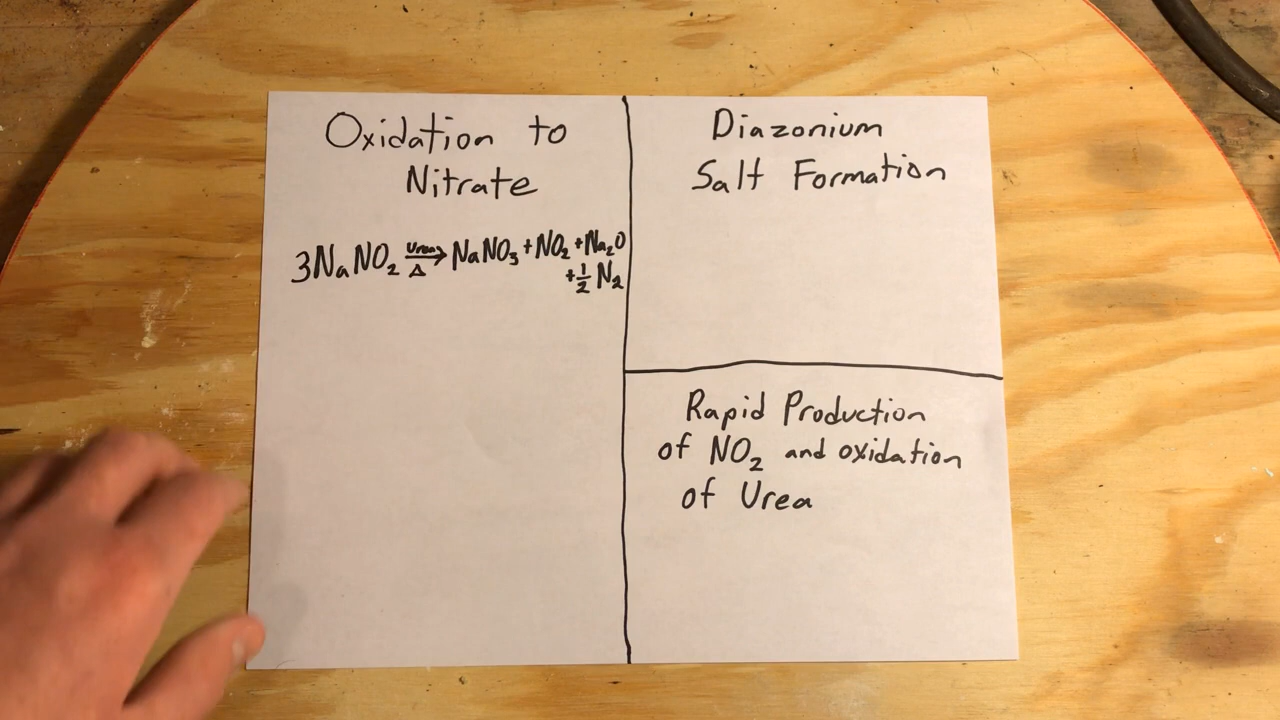 Oxidation to
Nitrate
3NaNO₂ —Urea/Δ→ NaNO₃ + NO₂ + Na₂O
+ ½ N₂
Diazonium
Salt Formation
Rapid Production
of NO₂ and oxidation
of Urea